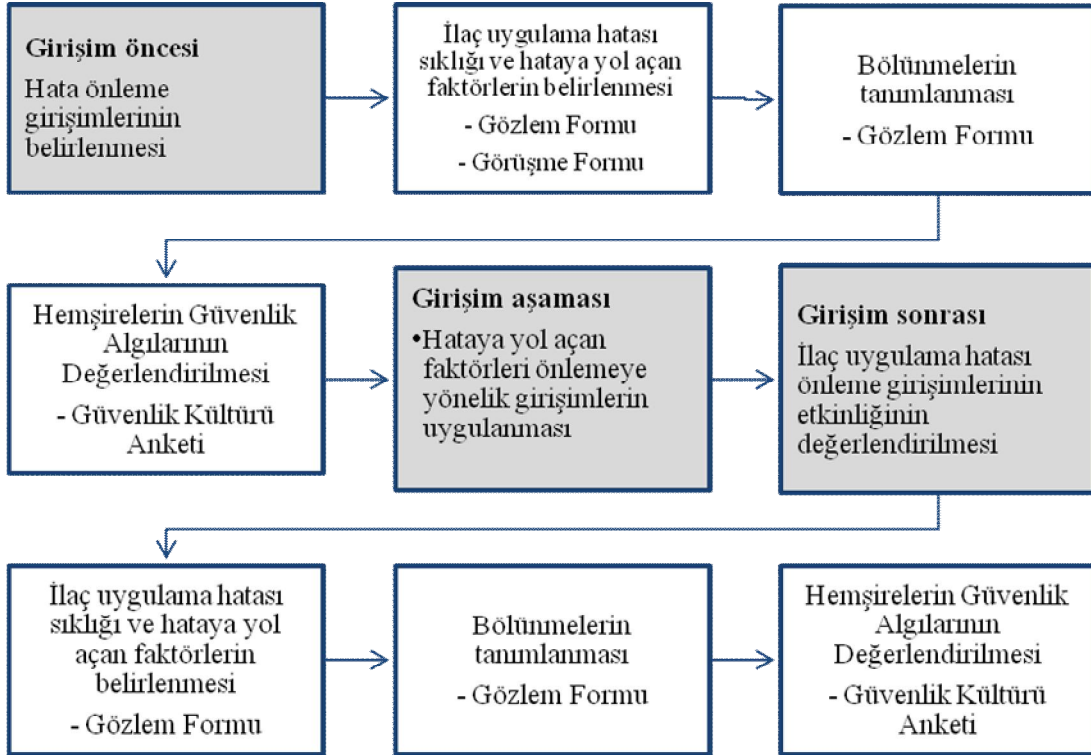 Girişim öncesi
Hata önleme
girişimlerinin
belirlenmesi
İlaç uygulama hatası
sıklığı ve hataya yol açan
faktörlerin belirlenmesi
- Gözlem Formu
- Görüşme Formu
Bölünmelerin
tanımlanması
- Gözlem Formu
Hemşirelerin Güvenlik
Algılarının
Değerlendirilmesi
- Güvenlik Kültürü
Anketi
Girişim aşaması
•Hataya yol açan
faktörleri önlemeye
yönelik girişimlerin
uygulanması
Girişim sonrası
İlaç uygulama hatası
önleme girişimlerinin
etkinliğinin
değerlendirilmesi
İlaç uygulama hatası
sıklığı ve hataya yol
açan faktörlerin
belirlenmesi
- Gözlem Formu
Bölünmelerin
tanımlanması
- Gözlem Formu
Hemşirelerin Güvenlik
Algılarının
Değerlendirilmesi
- Güvenlik Kültürü
Anketi